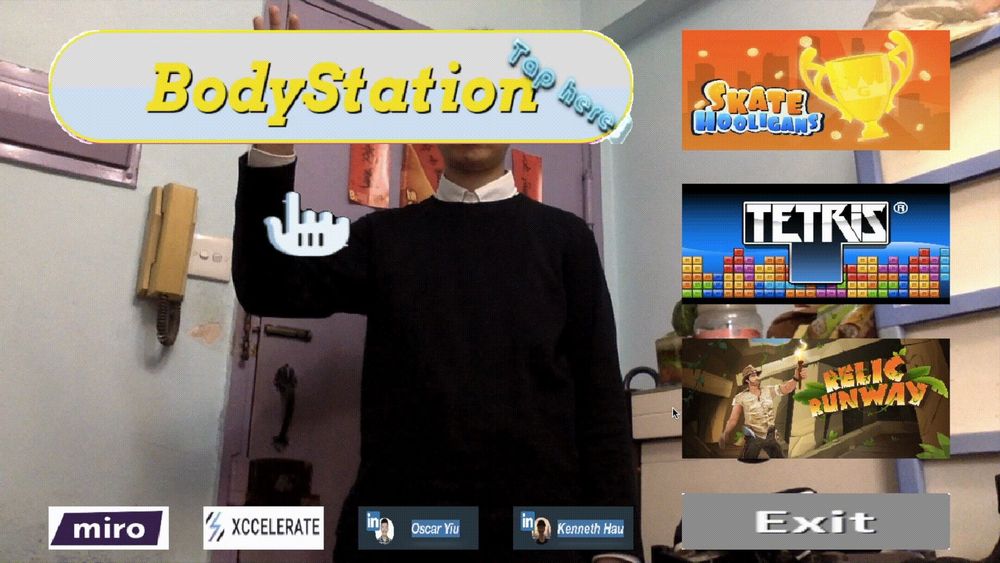 BodyStation
Tap here
SKATE
HOOLIGANS
TETRIS®
RELIC
RUNWAY
miro
XCCELERATE
in
Oscar Yiu
in
Kenneth Hau
Exit